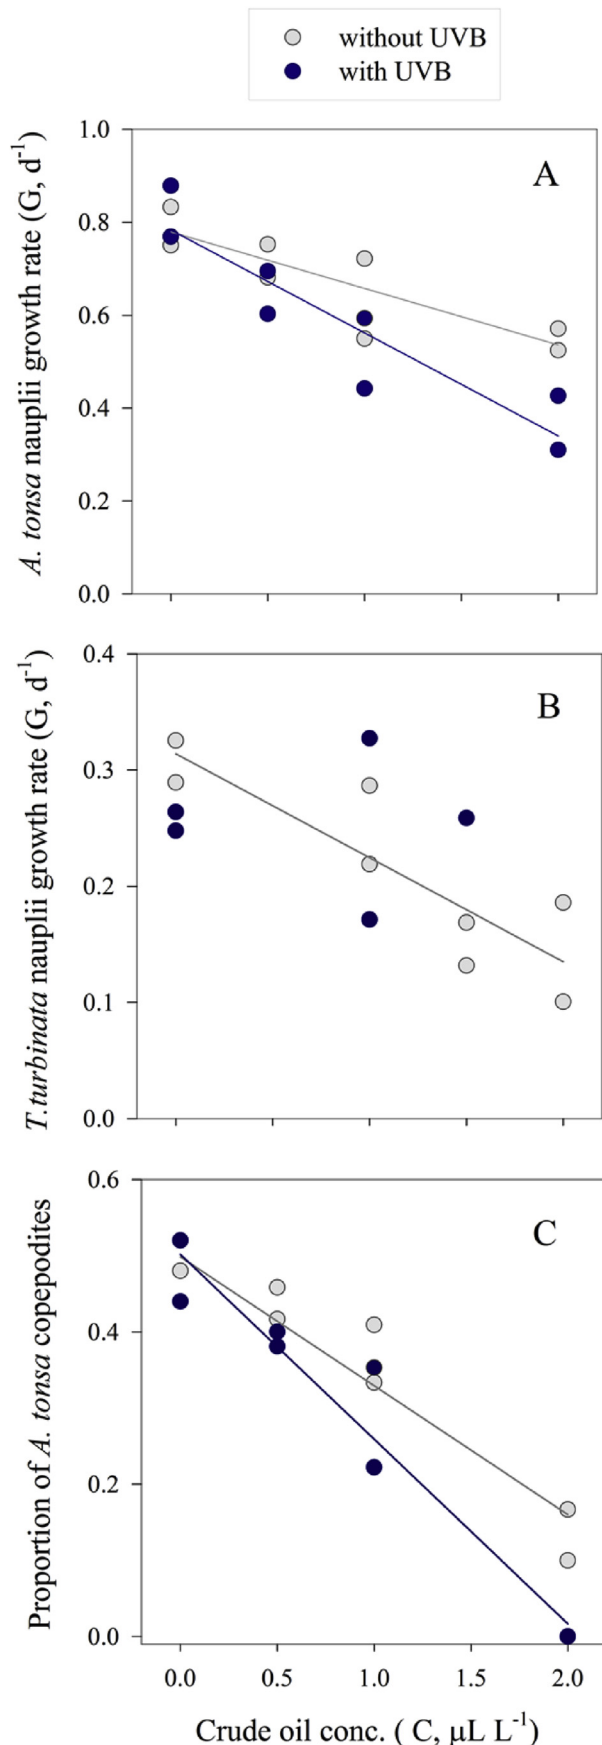 without UVB
with UVB
A. tonsa nauplii growth rate (G, d-1)
1.0
0.8
0.6
0.4
0.2
0.0
A
T.turbinata nauplii growth rate (G, d-1)
0.4
0.3
0.2
0.1
0.0
B
Proportion of A. tonsa copepodites
0.6
0.4
0.2
0.0
C
0.0 0.5 1.0 1.5 2.0
Crude oil conc. ( C, μL L-1)